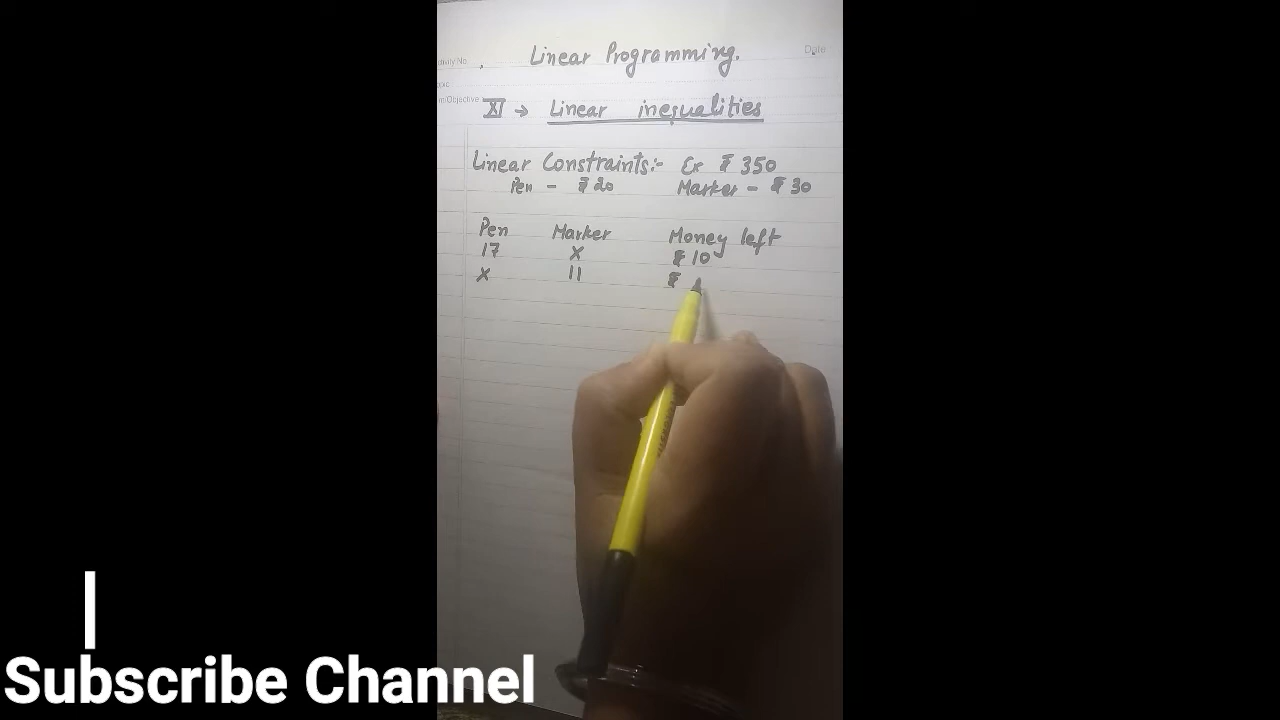 Linear Programming.
Date
XI → Linear inequalities
Linear Constraints:- Ex ₹ 350
Pen - ₹ 20 Marker - ₹ 30
Pen Marker Money left
17 X ₹ 10
X 11 ₹
Subscribe Channel